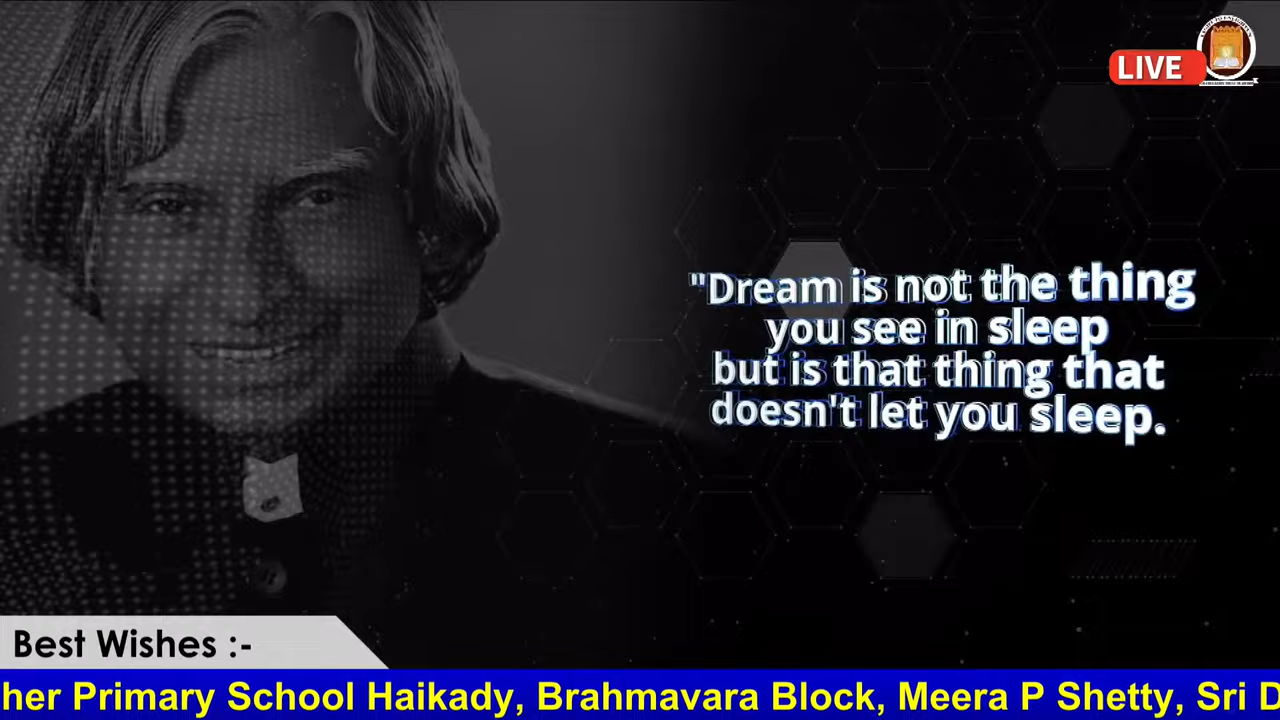 LIVE
"Dream is not the thing
you see in sleep
but is that thing that
doesn't let you sleep.
Best Wishes :-
her Primary School Haikady, Brahmavara Block, Meera P Shetty, Sri D